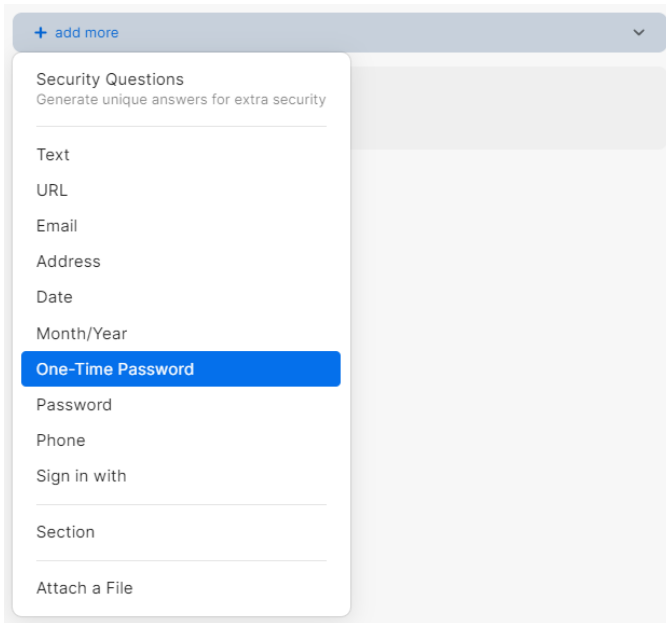 + add more
Security Questions
Generate unique answers for extra security
Text
URL
Email
Address
Date
Month/Year
One-Time Password
Password
Phone
Sign in with
Section
Attach a File